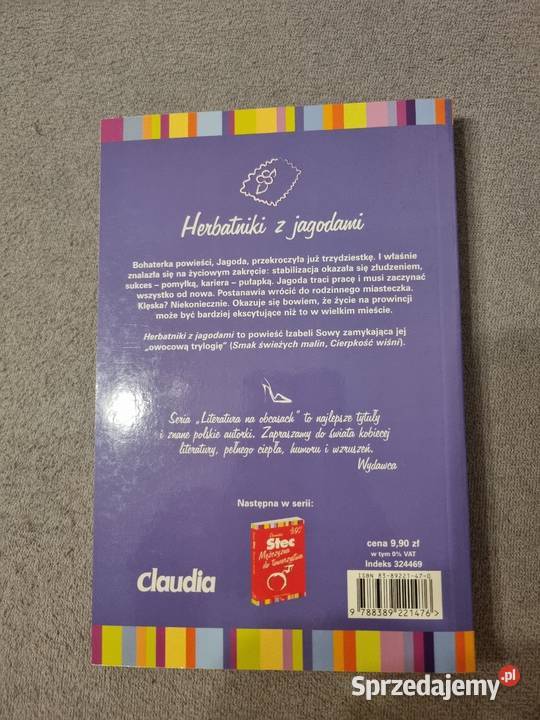 Herbatniki z jagodami
Bohaterka powieści, Jagoda, przekroczyła już trzydziestkę. I właśnie
znalazła się na życiowym zakręcie: stabilizacja okazała się złudzeniem,
sukces – pomyłką, kariera – pułapką. Jagoda traci pracę i musi zaczynać
wszystko od nowa. Postanawia wrócić do rodzinnego miasteczka.
Klęska? Niekoniecznie. Okazuje się bowiem, że życie na prowincji
może być bardziej ekscytujące niż to w wielkim mieście.
Herbatniki z jagodami to powieść Izabeli Sowy zamykająca jej
„owocową trylogię” (Smak świeżych malin, Cierpkość wiśni).
Seria „Literatura na obcasach” to najlepsze tytuły
i znane polskie autorki. Zapraszamy do świata kobiecej
literatury, pełnego ciepła, humoru i wzruszeń.
Wydawca
Następna w serii:
Stec
Mężczyzna
do towarzystwa
claudia
cena 9,90 zł
w tym 0% VAT
Indeks 324469
ISBN 83-89221-47-0
9 788389 221476 >
Sprzedajemy.pl